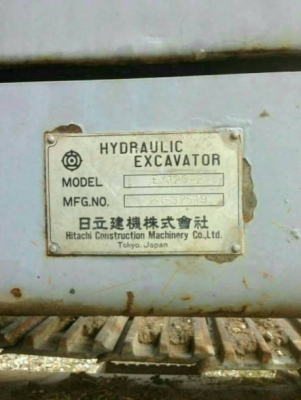 HYDRAULIC
EXCAVATOR
MODEL
MFG.NO.
日立建機株式會社
Hitachi Construction Machinery Co.,Ltd.
Tokyo. Japan